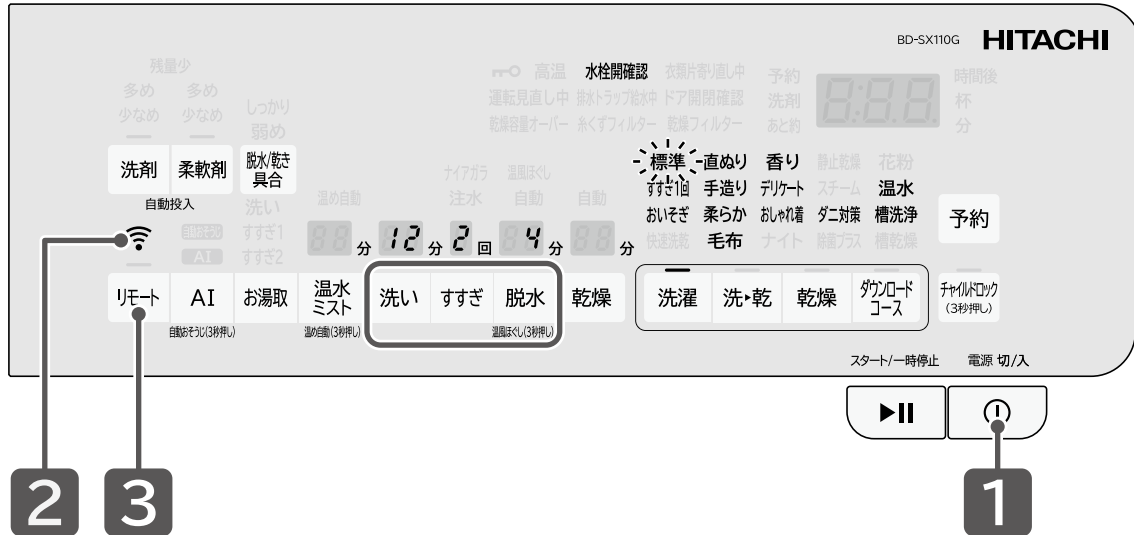 BD-SX110G HITACHI
残量少
多め 多め
少なめ 少なめ
しっかり
弱め
高温 水栓開確認 衣類片寄り直し中
運転見直し中 排水トラップ給水中 ドア開閉確認
乾燥容量オーバー 糸くずフィルター 乾燥フィルター
予約
洗剤
あと約
8:8.8.
時間後
杯
分
洗剤 柔軟剤 脱水/乾き具合
自動投入
洗い
すすぎ1
すすぎ2
自動おそうじ
AI
温め自動
ナイアガラ
注水
温風ほぐし
自動
自動
88分 12分 2回 4分 88分
標準 直ぬり 香り 静止乾燥 花粉
すすぎ1回 手造り デリケート スチーム 温水
おいそぎ 柔らか おしゃれ着 ダニ対策 槽洗浄
快速洗乾 毛布 ナイト 除菌プラス 槽乾燥
予約
リモート AI お湯取 温水ミスト 洗い すすぎ 脱水 乾燥 洗濯 洗▸乾 乾燥 ダウンロードコース チャイルドロック
(3秒押し)
自動おそうじ(3秒押し) 温め自動(3秒押し) 温風ほぐし(3秒押し)
スタート/一時停止 電源 切/入
2 3 1